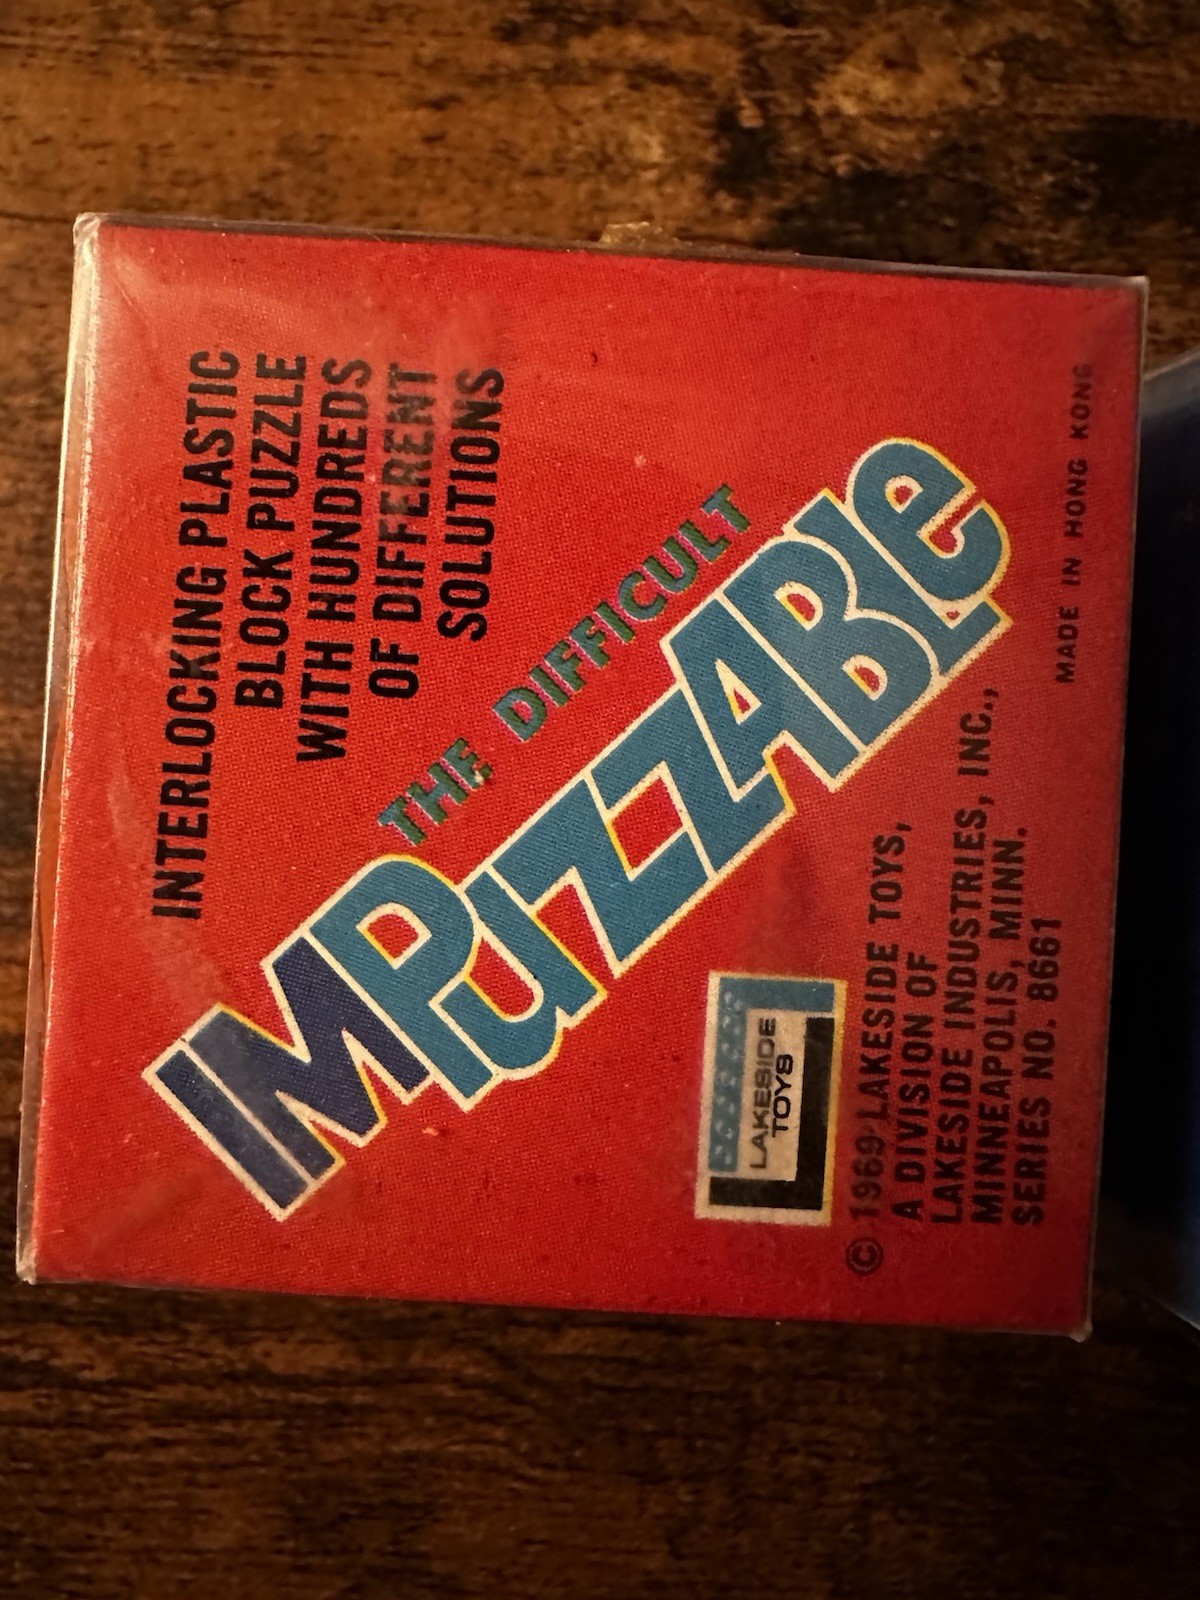 INTERLOCKING PLASTIC
BLOCK PUZZLE
WITH HUNDREDS
OF DIFFERENT
SOLUTIONS
THE DIFFICULT
IMPUZZABLE
LAKESIDE
TOYS
© 1969 LAKESIDE TOYS,
A DIVISION OF
LAKESIDE INDUSTRIES, INC.,
MINNEAPOLIS, MINN.
SERIES NO. 8661
MADE IN HONG KONG